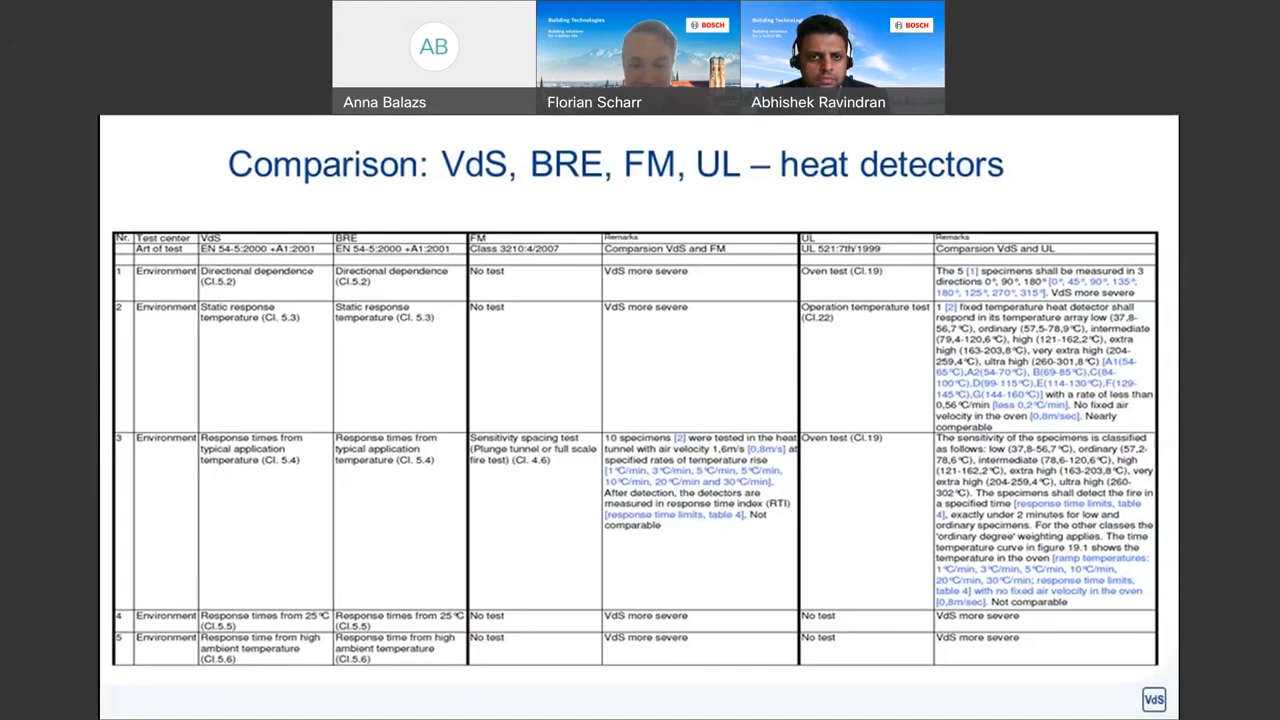 AB
Anna Balazs
Building Technologies
Building solutions
for a better life
BOSCH
Florian Scharr
Building Technolog
BOSCH
Abhishek Ravindran
Comparison: VdS, BRE, FM, UL – heat detectors
Nr.
Test center
VdS
BRE
FM
Remarks
UL
Remarks
Art of test
EN 54-5:2000 +A1:2001
EN 54-5:2000 +A1:2001
Class 3210:4/2007
Comparsion VdS and FM
UL 521:7th/1999
Comparsion VdS and UL
1
Environment
Directional dependence
(Cl.5.2)
Directional dependence
(Cl.5.2)
No test
VdS more severe
Oven test (Cl.19)
The 5 [1] specimens shall be measured in 3
directions 0°, 90°, 180° [0°, 45°, 90°, 135°,
180°, 125°, 270°, 315°]. VdS more severe
2
Environment
Static response
temperature (Cl. 5.3)
Static response
temperature (Cl. 5.3)
No test
VdS more severe
Operation temperature test
(Cl.22)
1 [2] fixed temperature heat detector shall
respond in its temperature array low (37,8-
56,7°C), ordinary (57,5-78,9°C), intermediate
(79,4-120,6°C), high (121-162,2°C), extra
high (163-203,8°C), very extra high (204-
259,4°C), ultra high (260-301,8°C) [A1(54-
65°C),A2(54-70°C), B(69-85°C),C(84-
100°C),D(99-115°C),E(114-130°C),F(129-
145°C),G(144-160°C)] with a rate of less than
0,56°C/min [less 0,2°C/min]. No fixed air
velocity in the oven [0,8m/sec]. Nearly
comperable
3
Environment
Response times from
typical application
temperature (Cl. 5.4)
Response times from
typical application
temperature (Cl. 5.4)
Sensitivity spacing test
(Plunge tunnel or full scale
fire test) (Cl. 4.6)
10 specimens [2] were tested in the heat
tunnel with air velocity 1,6m/s [0,8m/s] at
specified rates of temperature rise
[1°C/min, 3°C/min, 5°C/min, 5°C/min,
10°C/min, 20°C/min and 30°C/min].
After detection, the detectors are
measured in response time index (RTI)
[response time limits, table 4]. Not
comparable
Oven test (Cl.19)
The sensitivity of the specimens is classified
as follows: low (37,8-56,7°C), ordinary (57,2-
78,6°C), intermediate (78,6-120,6°C), high
(121-162,2°C), extra high (163-203,8°C), very
extra high (204-259,4°C), ultra high (260-
302°C). The specimens shall detect the fire in
a specified time [response time limits, table
4], exactly under 2 minutes for low and
ordinary specimens. For the other classes the
'ordinary degree' weighting applies. The time
temperature curve in figure 19.1 shows the
temperature in the oven [ramp temperatures:
1°C/min, 3°C/min, 5°C/min, 10°C/min,
20°C/min, 30°C/min; response time limits,
table 4] with no fixed air velocity in the oven
[0,8m/sec]. Not comparable
4
Environment
Response times from 25°C
(Cl.5.5)
Response times from 25°C
(Cl.5.5)
No test
VdS more severe
No test
VdS more severe
5
Environment
Response time from high
ambient temperature
(Cl.5.6)
Response time from high
ambient temperature
(Cl.5.6)
No test
VdS more severe
No test
VdS more severe
VdS